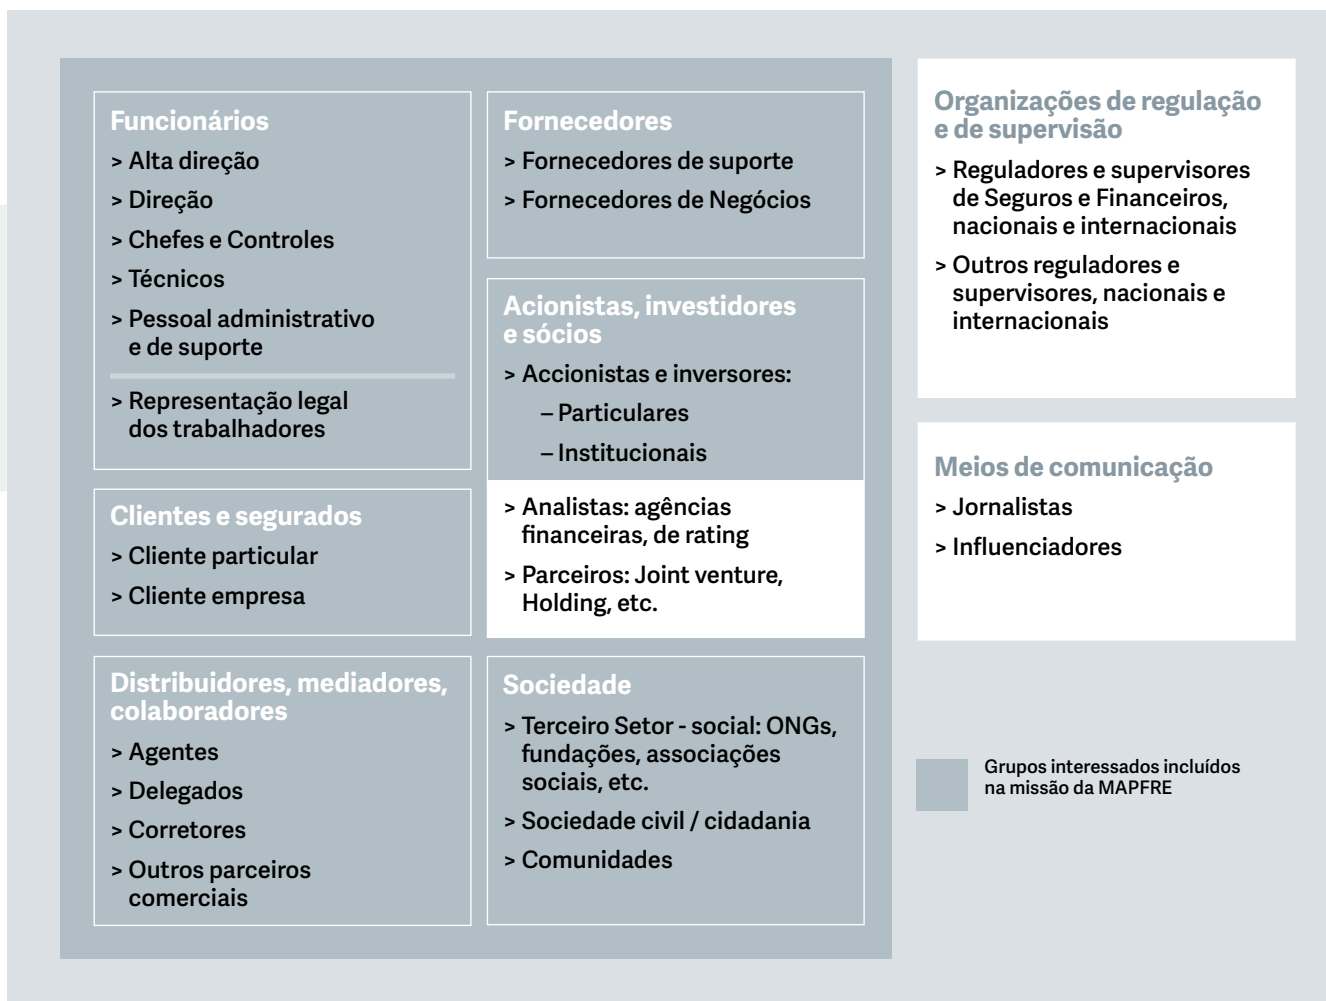 Funcionários
> Alta direção
> Direção
> Chefes e Controles
> Técnicos
> Pessoal administrativo
e de suporte
> Representação legal
dos trabalhadores
Clientes e segurados
> Cliente particular
> Cliente empresa
Distribuidores, mediadores,
colaboradores
> Agentes
> Delegados
> Corretores
> Outros parceiros
comerciais
Fornecedores
> Fornecedores de suporte
> Fornecedores de Negócios
Acionistas, investidores
e sócios
> Accionistas e inversores:
– Particulares
– Institucionais
> Analistas: agências
financeiras, de rating
> Parceiros: Joint venture,
Holding, etc.
Sociedade
> Terceiro Setor - social: ONGs,
fundações, associações
sociais, etc.
> Sociedade civil / cidadania
> Comunidades
Organizações de regulação
e de supervisão
> Reguladores e supervisores
de Seguros e Financeiros,
nacionais e internacionais
> Outros reguladores e
supervisores, nacionais e
internacionais
Meios de comunicação
> Jornalistas
> Influenciadores
Grupos interessados incluídos
na missão da MAPFRE